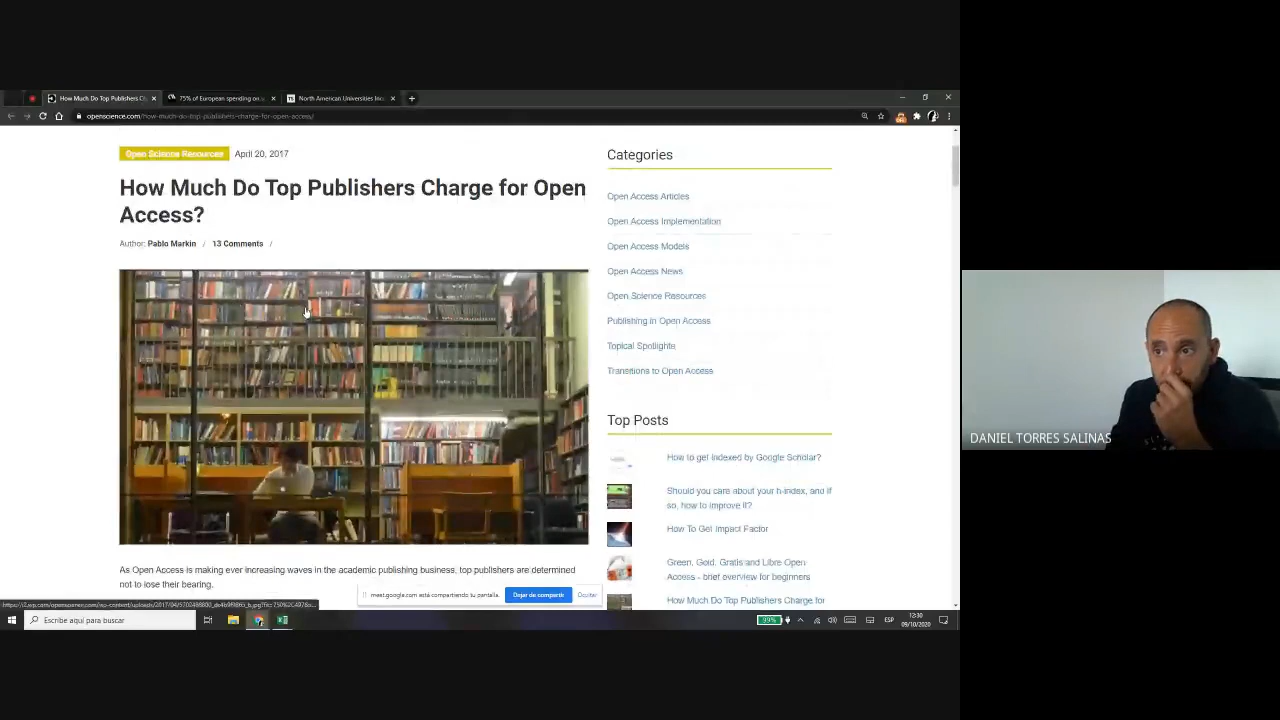 How Much Do Top Publishers Ch
75% of European spending on
North American Universities Inc
openscience.com/how-much-do-top-publishers-charge-for-open-access/
Open Science Resources
April 20, 2017
How Much Do Top Publishers Charge for Open
Access?
Author: Pablo Markin / 13 Comments /
As Open Access is making ever increasing waves in the academic publishing business, top publishers are determined
not to lose their bearing.
Categories
Open Access Articles
Open Access Implementation
Open Access Models
Open Access News
Open Science Resources
Publishing in Open Access
Topical Spotlights
Transitions to Open Access
Top Posts
How to get indexed by Google Scholar?
Should you care about your h-index, and if
so, how to improve it?
How To Get Impact Factor
Green, Gold, Gratis and Libre Open
Access - brief overview for beginners
How Much Do Top Publishers Charge for
meet.google.com está compartiendo tu pantalla.
Dejar de compartir
Ocultar
Escribe aquí para buscar
99%
ESP
12:30
09/10/2020
DANIEL TORRES SALINAS